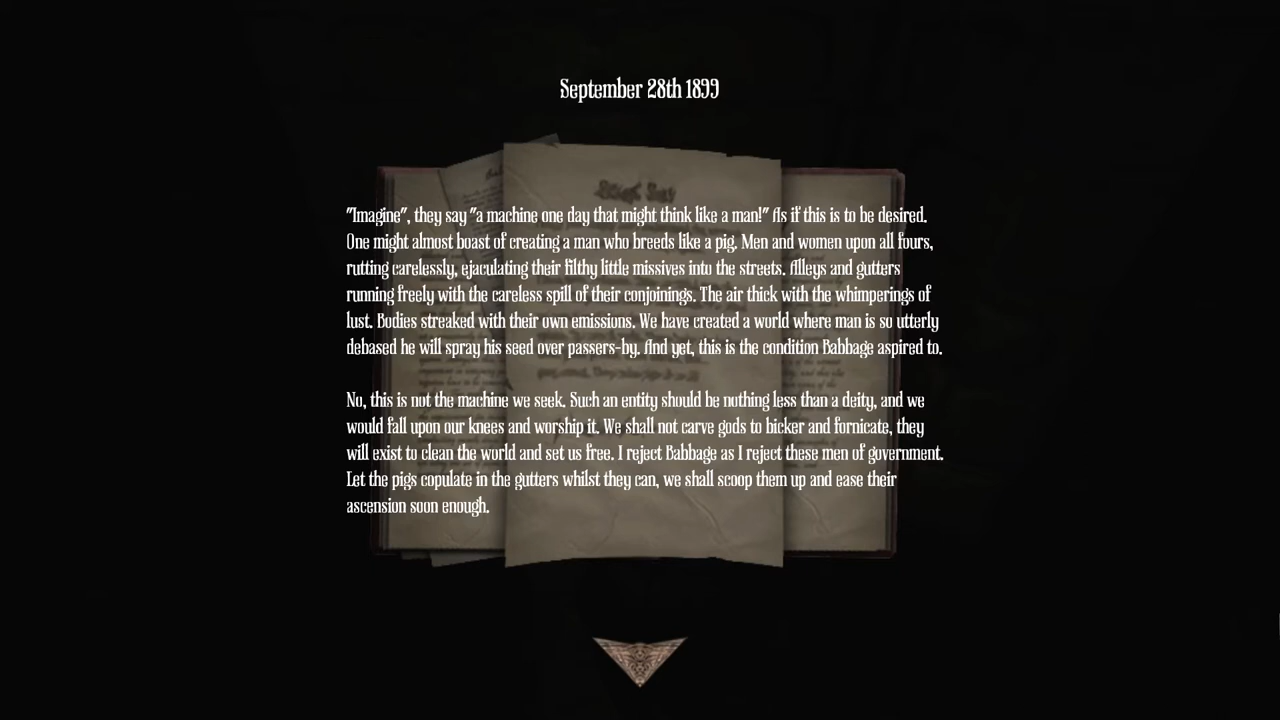 September 28th 1899
"Imagine", they say "a machine one day that might think like a man!" As if this is to be desired.
One might almost boast of creating a man who breeds like a pig. Men and women upon all fours,
rutting carelessly, ejaculating their filthy little missives into the streets. Alleys and gutters
running freely with the careless spill of their conjoinings. The air thick with the whimperings of
lust. Bodies streaked with their own emissions. We have created a world where man is so utterly
debased he will spray his seed over passers-by. And yet, this is the condition Babbage aspired to.
No, this is not the machine we seek. Such an entity should be nothing less than a deity, and we
would fall upon our knees and worship it. We shall not carve gods to bicker and fornicate, they
will exist to clean the world and set us free. I reject Babbage as I reject these men of government.
Let the pigs copulate in the gutters whilst they can, we shall scoop them up and ease their
ascension soon enough.